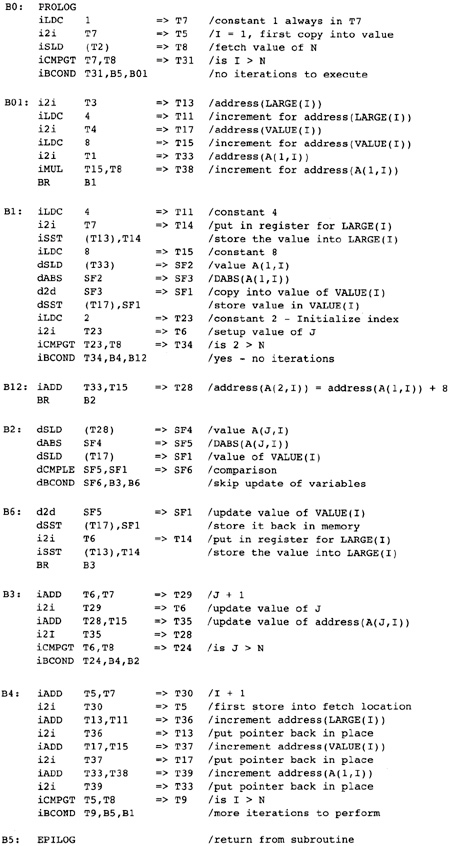 B0: PROLOG
iLDC 1 => T7 /constant 1 always in T7
i2i T7 => T5 /I = 1, first copy into value
iSLD (T2) => T8 /fetch value of N
iCMPGT T7,T8 => T31 /is I > N
iBCOND T31,B5,B01 /no iterations to execute
B01: i2i T3 => T13 /address(LARGE(I))
iLDC 4 => T11 /increment for address(LARGE(I))
i2i T4 => T17 /address(VALUE(I))
iLDC 8 => T15 /increment for address(VALUE(I))
i2i T1 => T33 /address(A(1,I))
iMUL T15,T8 => T38 /increment for address(A(1,I))
BR B1
B1: iLDC 4 => T11 /constant 4
i2i T7 => T14 /put in register for LARGE(I)
iSST (T13),T14 /store the value into LARGE(I)
iLDC 8 => T15 /constant 8
dSLD (T33) => SF2 /value A(1,I)
dABS SF2 => SF3 /DABS(A(1,I))
d2d SF3 => SF1 /copy into value of VALUE(I)
dSST (T17),SF1 /store value in VALUE(I)
iLDC 2 => T23 /constant 2 - Initialize index
i2i T23 => T6 /setup value of J
iCMPGT T23,T8 => T34 /is 2 > N
iBCOND T34,B4,B12 /yes - no iterations
B12: iADD T33,T15 => T28 /address(A(2,I)) = address(A(1,I)) + 8
BR B2
B2: dSLD (T28) => SF4 /value A(J,I)
dABS SF4 => SF5 /DABS(A(J,I))
dSLD (T17) => SF1 /value of VALUE(I)
dCMPLE SF5,SF1 => SF6 /comparison
dBCOND SF6,B3,B6 /skip update of variables
B6: d2d SF5 => SF1 /update value of VALUE(I)
dSST (T17),SF1 /store it back in memory
i2i T6 => T14 /put in register for LARGE(I)
iSST (T13),T14 /store the value into LARGE(I)
BR B3
B3: iADD T6,T7 => T29 /J + 1
i2i T29 => T6 /update value of J
iADD T28,T15 => T35 /update value of address(A(J,I))
i2I T35 => T28
iCMPGT T6,T8 => T24 /is J > N
iBCOND T24,B4,B2
B4: iADD T5,T7 => T30 /I + 1
i2i T30 => T5 /first store into fetch location
iADD T13,T11 => T36 /increment address(LARGE(I))
i2i T36 => T13 /put pointer back in place
iADD T17,T15 => T37 /increment address(VALUE(I))
i2i T37 => T17 /put pointer back in place
iADD T33,T38 => T39 /increment address(A(1,I))
i2i T39 => T33 /put pointer back in place
iCMPGT T5,T8 => T9 /is I > N
iBCOND T9,B5,B1 /more iterations to perform
B5: EPILOG /return from subroutine